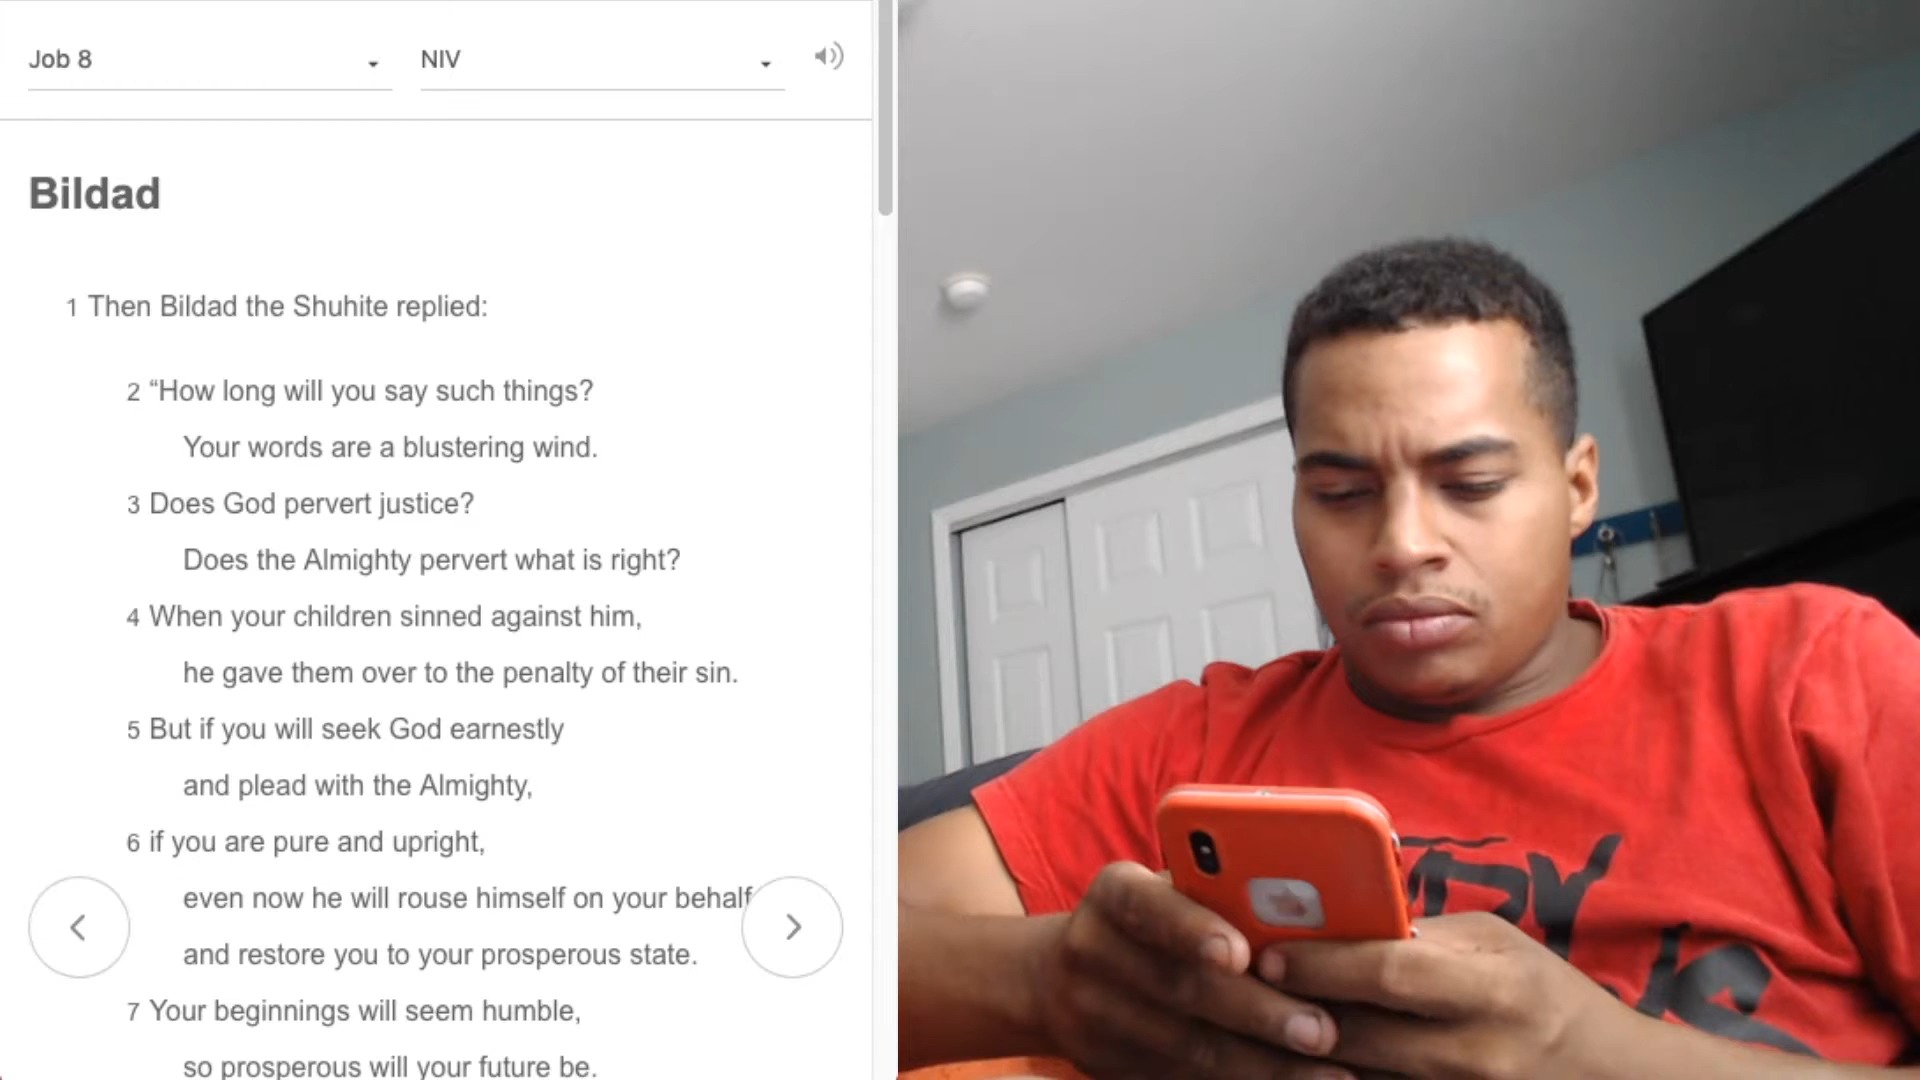 Job 8
NIV
Bildad
1 Then Bildad the Shuhite replied:
2 “How long will you say such things?
Your words are a blustering wind.
3 Does God pervert justice?
Does the Almighty pervert what is right?
4 When your children sinned against him,
he gave them over to the penalty of their sin.
5 But if you will seek God earnestly
and plead with the Almighty,
6 if you are pure and upright,
even now he will rouse himself on your behalf
and restore you to your prosperous state.
7 Your beginnings will seem humble,
so prosperous will your future be.